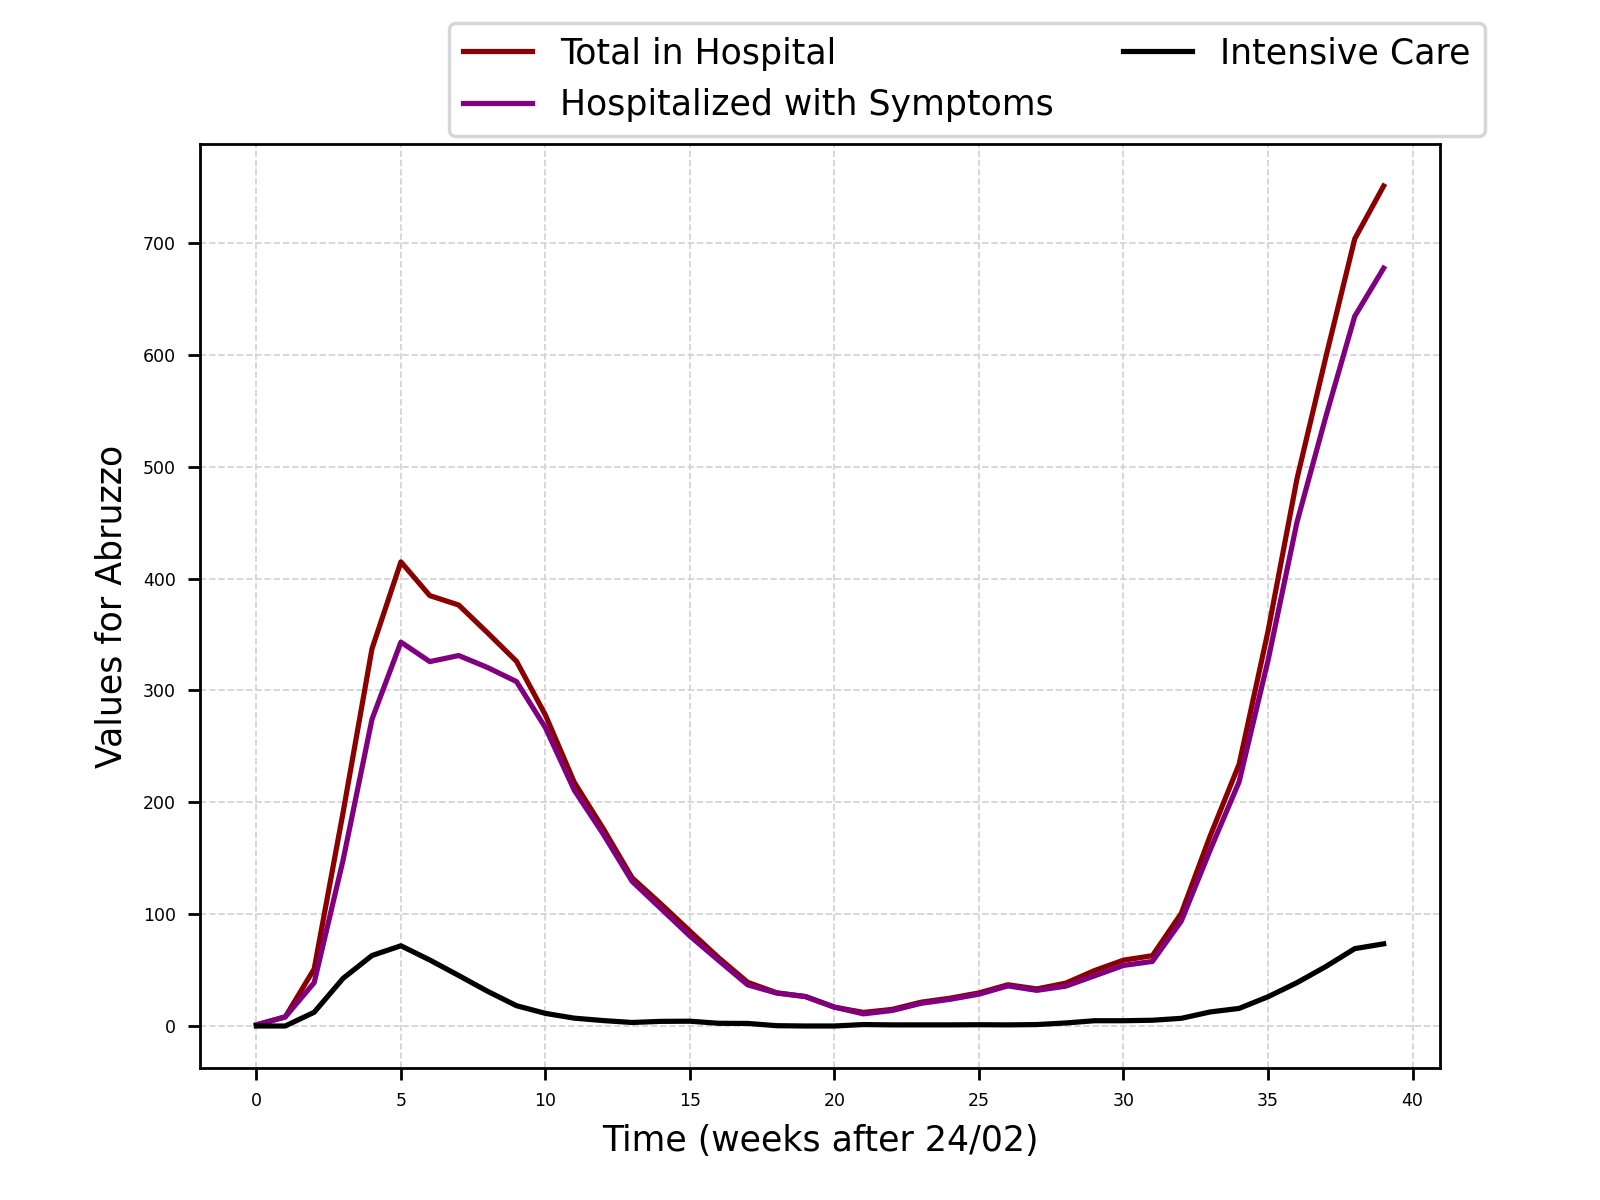 Total in Hospital
Hospitalized with Symptoms
Intensive Care
Values for Abruzzo
700
600
500
400
300
200
100
0
0 5 10 15 20 25 30 35 40
Time (weeks after 24/02)